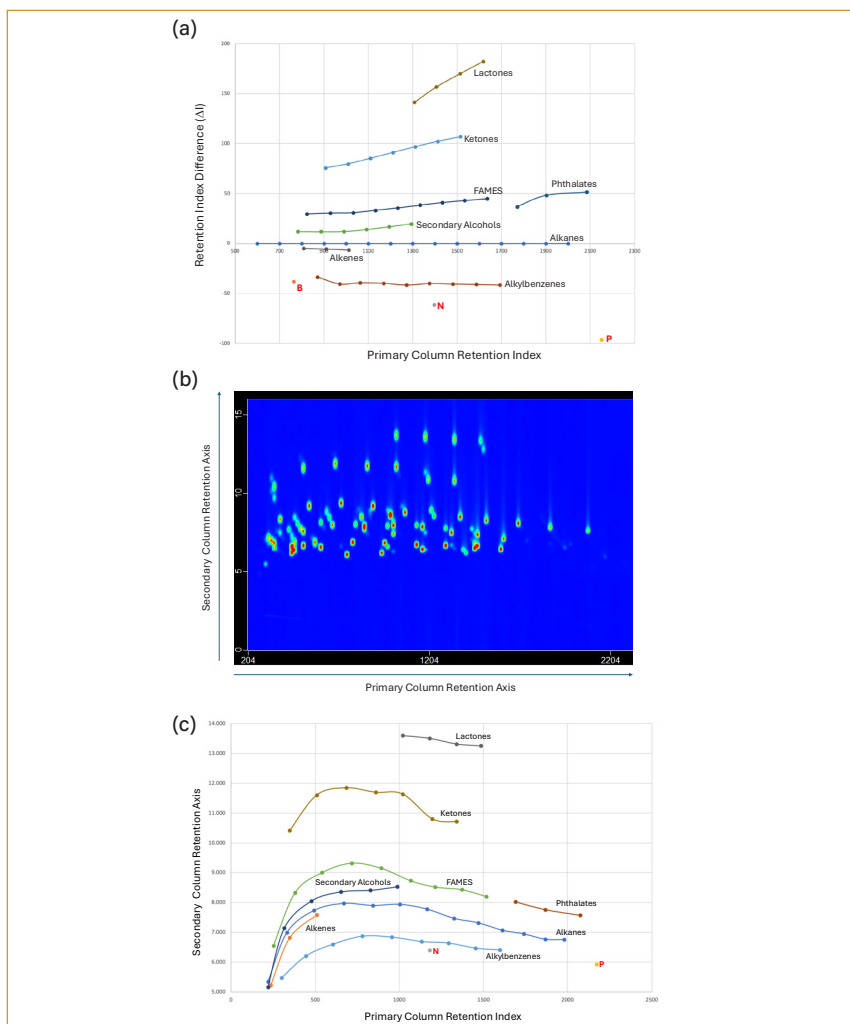 (a)
200
150
100
50
0
-50
-100
500 700 900 1100 1300 1500 1700 1900 2100 2300
Retention Index Difference (ΔI)
Primary Column Retention Index
Lactones
Ketones
FAMES
Phthalates
Secondary Alcohols
Alkanes
Alkenes
Alkylbenzenes
B
N
P
(b)
15
10
5
0
204 1204 2204
Secondary Column Retention Axis
Primary Column Retention Axis
(c)
14.000
13.000
12.000
11.000
10.000
9.000
8.000
7.000
6.000
5.000
0 500 1000 1500 2000 2500
Secondary Column Retention Axis
Primary Column Retention Index
Lactones
Ketones
Secondary Alcohols
FAMES
Phthalates
Alkenes
Alkanes
N
Alkylbenzenes
P